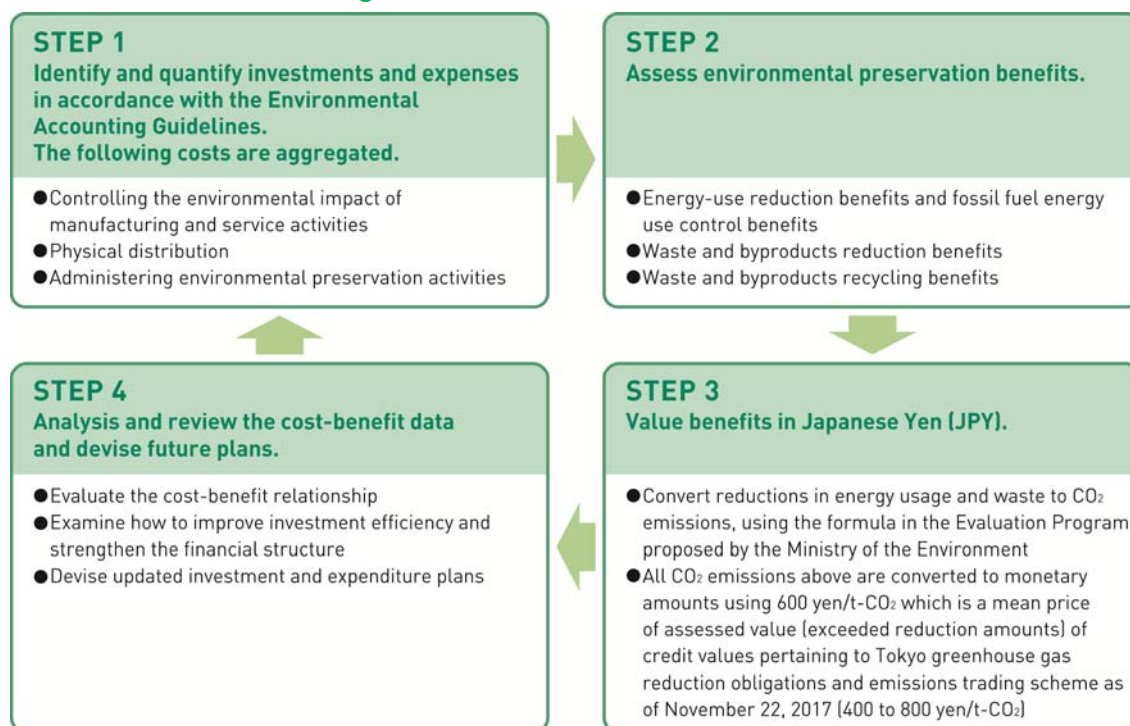 STEP 1
Identify and quantify investments and expenses
in accordance with the Environmental
Accounting Guidelines.
The following costs are aggregated.
●Controlling the environmental impact of
manufacturing and service activities
●Physical distribution
●Administering environmental preservation activities
STEP 2
Assess environmental preservation benefits.
●Energy-use reduction benefits and fossil fuel energy
use control benefits
●Waste and byproducts reduction benefits
●Waste and byproducts recycling benefits
STEP 3
Value benefits in Japanese Yen (JPY).
●Convert reductions in energy usage and waste to CO₂
emissions, using the formula in the Evaluation Program
proposed by the Ministry of the Environment
●All CO₂ emissions above are converted to monetary
amounts using 600 yen/t-CO₂ which is a mean price
of assessed value (exceeded reduction amounts) of
credit values pertaining to Tokyo greenhouse gas
reduction obligations and emissions trading scheme as
of November 22, 2017 (400 to 800 yen/t-CO₂)
STEP 4
Analysis and review the cost-benefit data
and devise future plans.
●Evaluate the cost-benefit relationship
●Examine how to improve investment efficiency and
strengthen the financial structure
●Devise updated investment and expenditure plans